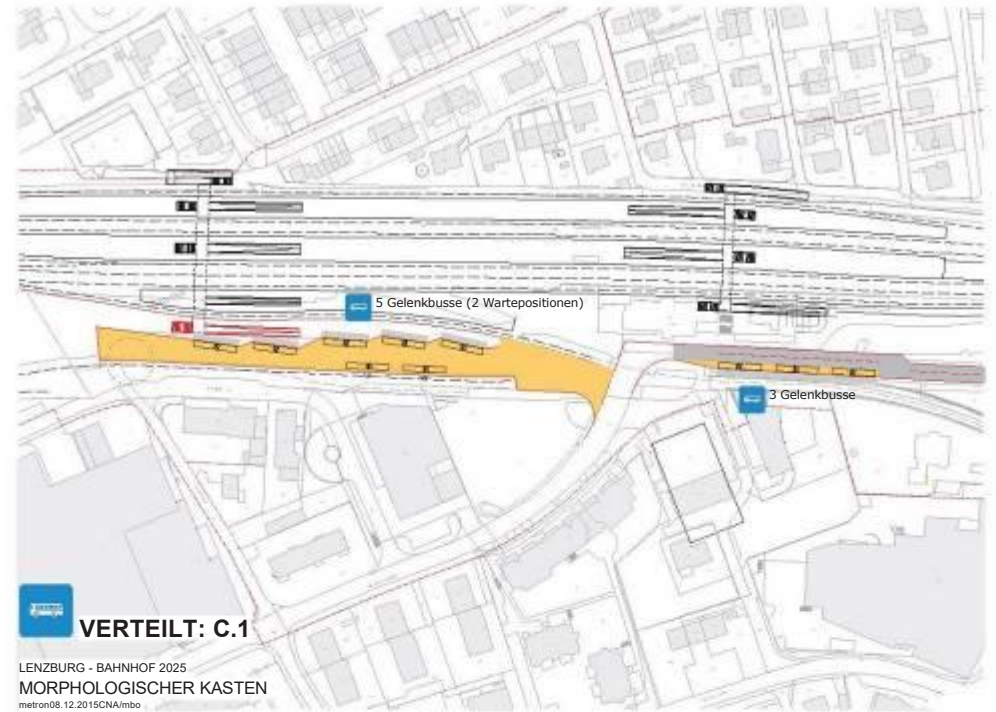 5 Gelenkbusse (2 Wartepositionen)
3 Gelenkbusse
VERTEILT: C.1
LENZBURG - BAHNHOF 2025
MORPHOLOGISCHER KASTEN
metron08.12.2015CNA/mbo